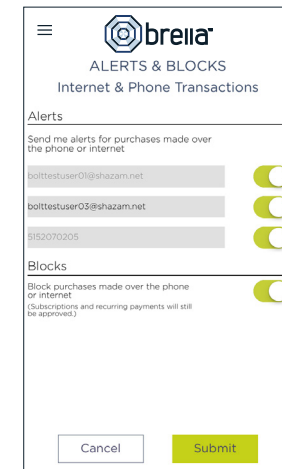 brella
ALERTS & BLOCKS
Internet & Phone Transactions
Alerts
Send me alerts for purchases made over
the phone or internet
bolttestuser01@shazam.net
bolttestuser03@shazam.net
5152070205
Blocks
Block purchases made over the phone
or internet
(Subscriptions and recurring payments will still
be approved.)
Cancel
Submit